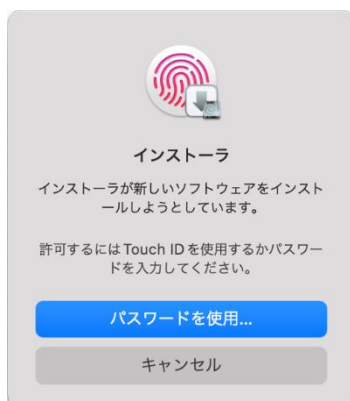 インストーラ
インストーラが新しいソフトウェアをインスト
ールしようとしています。
許可するにはTouch IDを使用するかパスワー
ドを入力してください。
パスワードを使用...
キャンセル